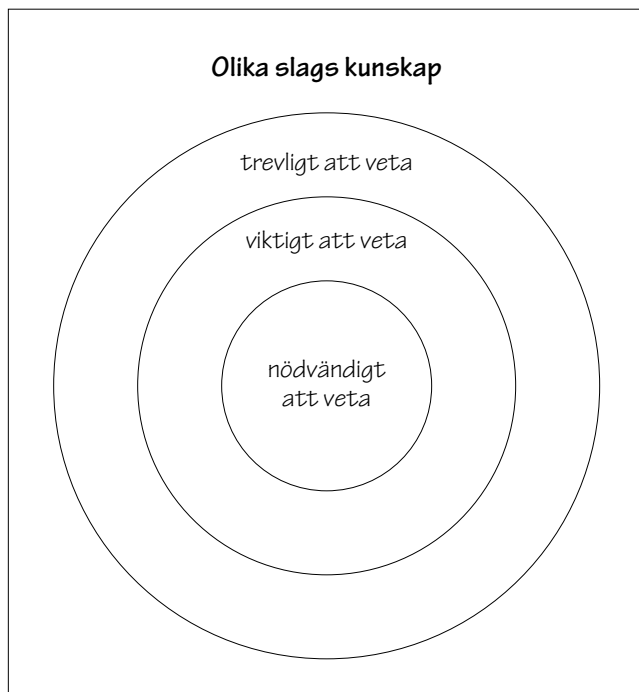 Olika slags kunskap
trevligt att veta
viktigt att veta
nödvändigt
att veta